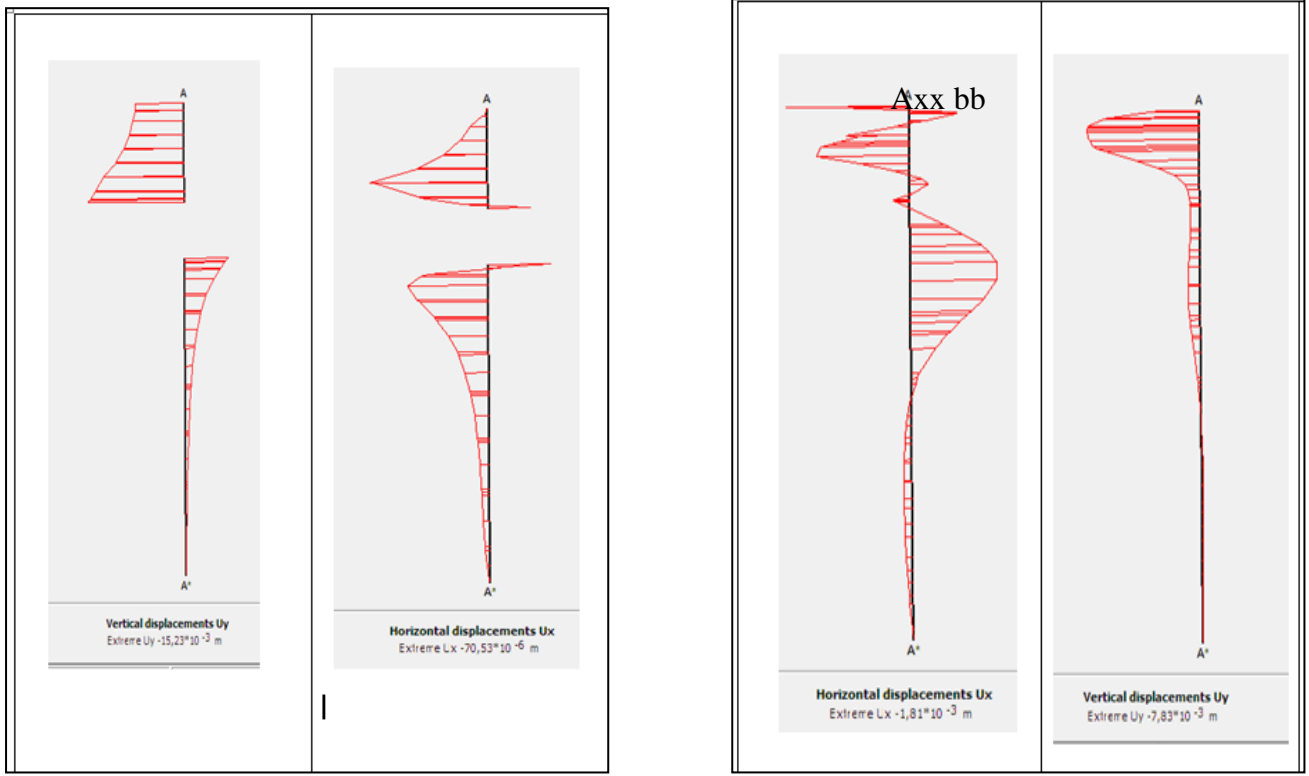 A
A*
Vertical displacements Uy
Extreme Uy -15,23*10 -3 m
A
A*
Horizontal displacements Ux
Extreme Ux -70,53*10 -6 m
Axx bb
A*
Horizontal displacements Ux
Extreme Ux -1,81*10 -3 m
A
A*
Vertical displacements Uy
Extreme Uy -7,83*10 -3 m